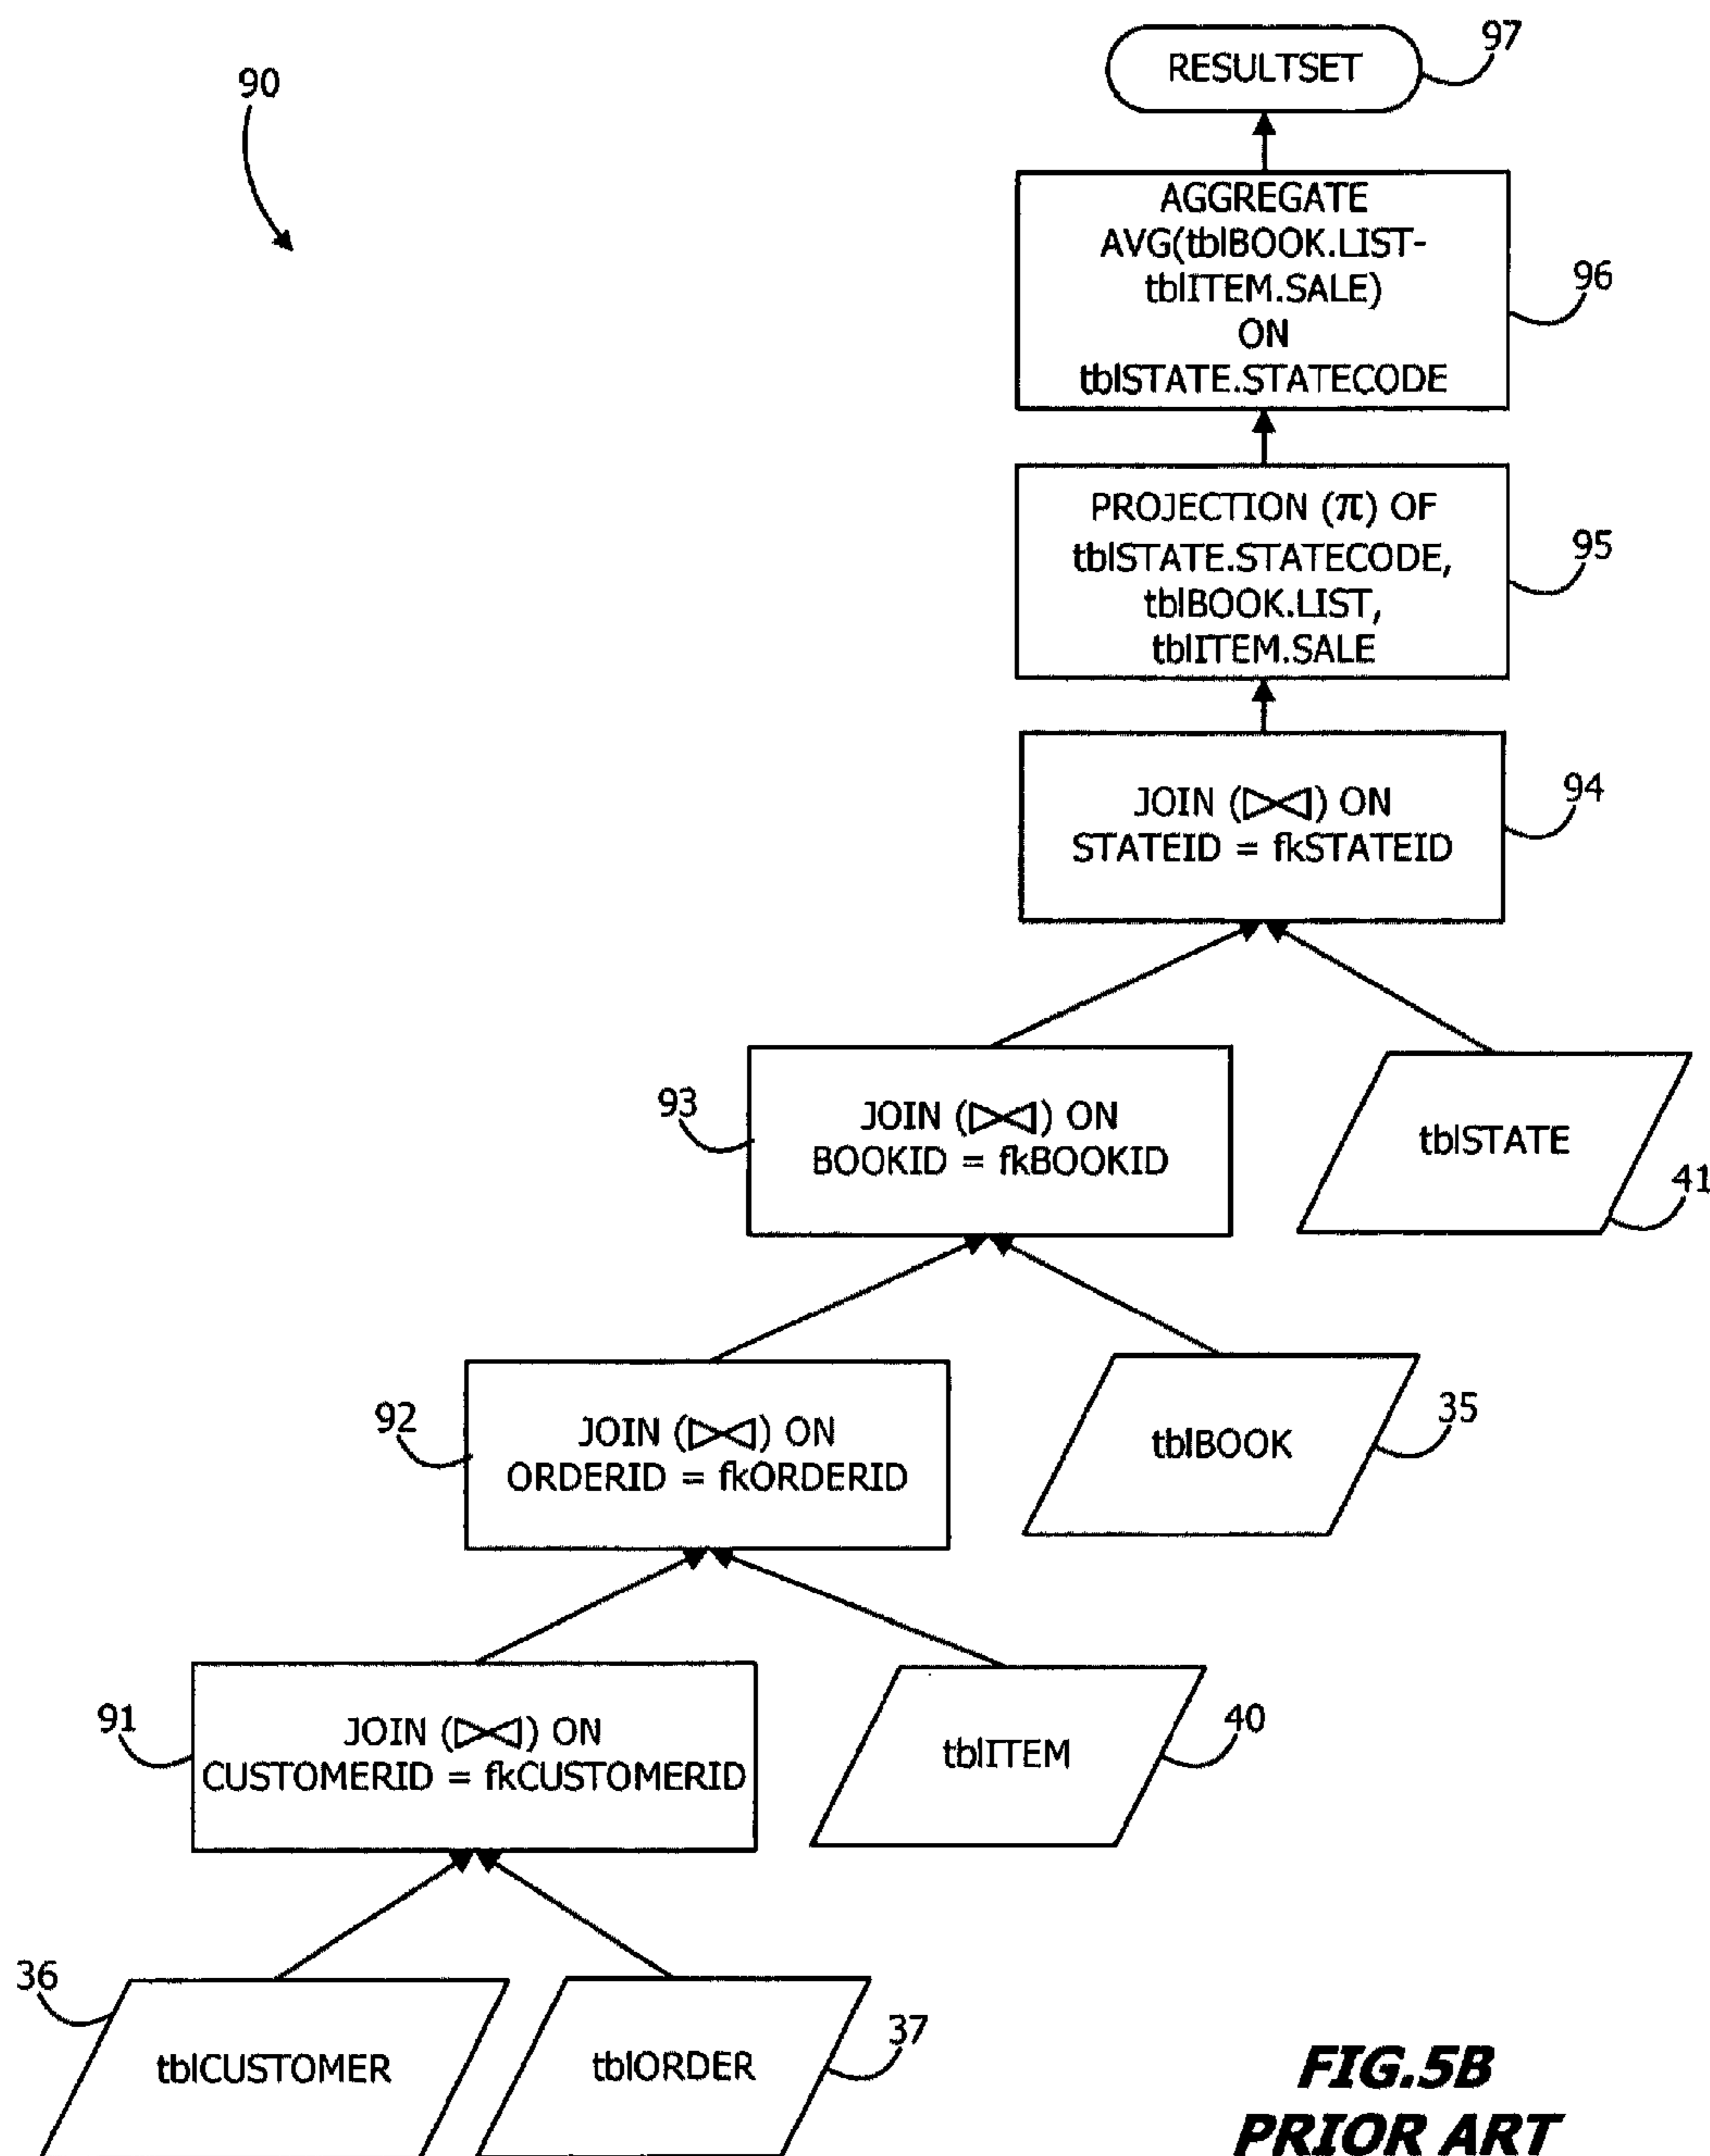 97
RESULTSET
90
AGGREGATE
AVG(tblBOOK.LIST-
tblITEM.SALE)
ON
tblSTATE.STATECODE
96
PROJECTION (π) OF
tblSTATE.STATECODE,
tblBOOK.LIST,
tblITEM.SALE
95
JOIN (⋈) ON
STATEID = fkSTATEID
94
93
JOIN (⋈) ON
BOOKID = fkBOOKID
tblSTATE
41
92
JOIN (⋈) ON
ORDERID = fkORDERID
tblBOOK
35
91
JOIN (⋈) ON
CUSTOMERID = fkCUSTOMERID
tblITEM
40
36
tblCUSTOMER
tblORDER
37
FIG.5B
PRIOR ART